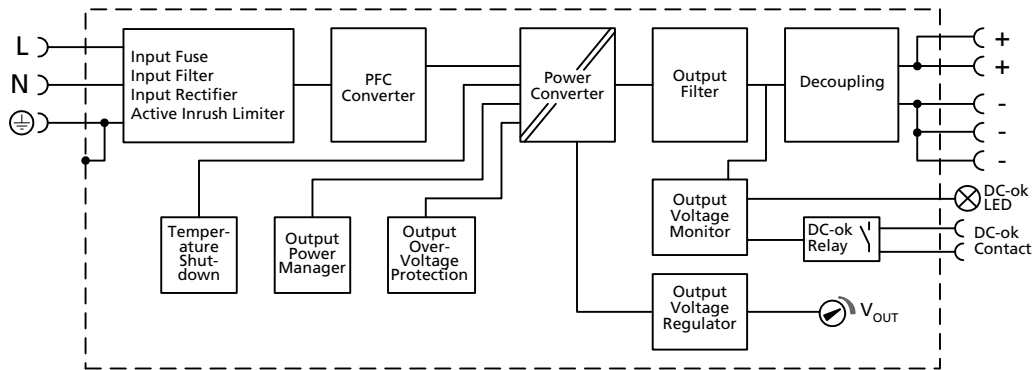 L
N
Input Fuse
Input Filter
Input Rectifier
Active Inrush Limiter
PFC
Converter
Power
Converter
Output
Filter
Decoupling
+
+
-
-
-
Temper-
ature
Shut-
down
Output
Power
Manager
Output
Over-
Voltage
Protection
Output
Voltage
Monitor
DC-ok
LED
DC-ok
Relay
DC-ok
Contact
Output
Voltage
Regulator
VOUT